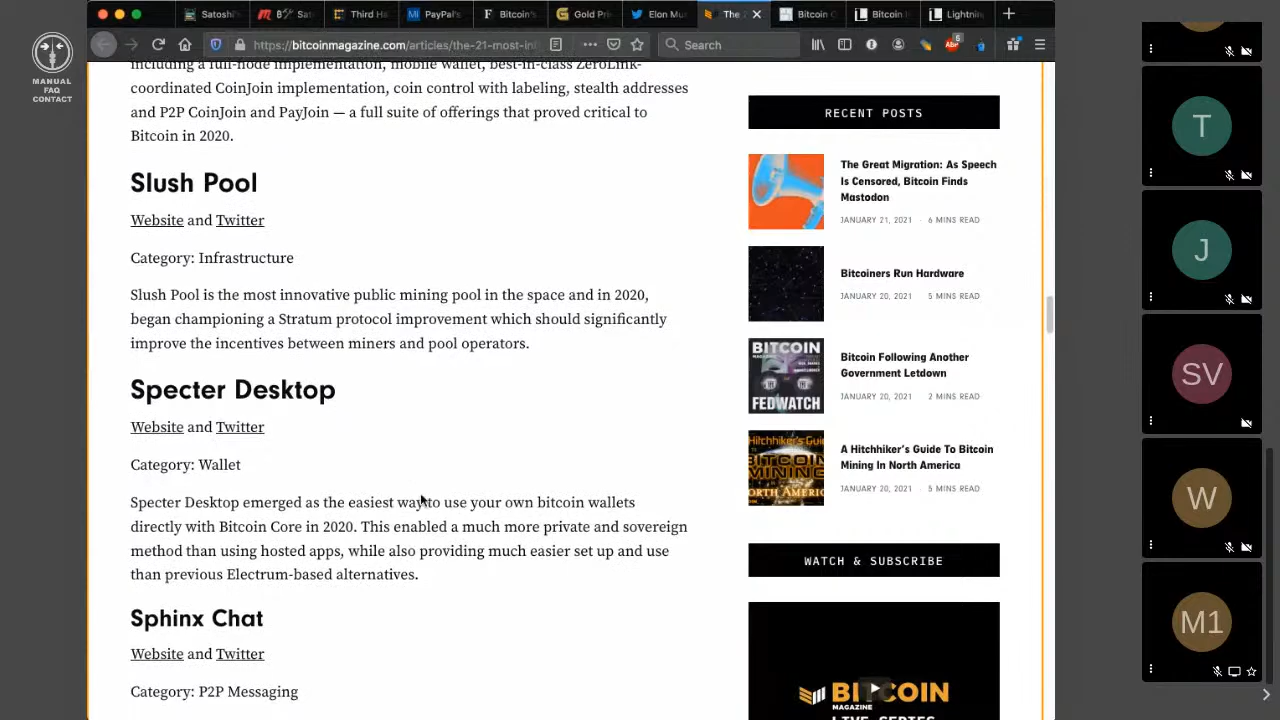 MANUAL
FAQ
CONTACT
Satoshi'
Third Ha
PayPal's
Bitcoin's
Gold Pri
Elon Mu
The 2
Bitcoin O
Bitcoin
Lightnin
https://bitcoinmagazine.com/articles/the-21-most-in
Search
including a full-node implementation, mobile wallet, best-in-class ZeroLink-
coordinated CoinJoin implementation, coin control with labeling, stealth addresses
and P2P CoinJoin and PayJoin — a full suite of offerings that proved critical to
Bitcoin in 2020.
Slush Pool
Website and Twitter
Category: Infrastructure
Slush Pool is the most innovative public mining pool in the space and in 2020,
began championing a Stratum protocol improvement which should significantly
improve the incentives between miners and pool operators.
Specter Desktop
Website and Twitter
Category: Wallet
Specter Desktop emerged as the easiest way to use your own bitcoin wallets
directly with Bitcoin Core in 2020. This enabled a much more private and sovereign
method than using hosted apps, while also providing much easier set up and use
than previous Electrum-based alternatives.
Sphinx Chat
Website and Twitter
Category: P2P Messaging
RECENT POSTS
The Great Migration: As Speech
Is Censored, Bitcoin Finds
Mastodon
JANUARY 21, 2021 · 6 MINS READ
Bitcoiners Run Hardware
JANUARY 20, 2021 5 MINS READ
BITCOIN
MAGAZINE
FEDWATCH
Bitcoin Following Another
Government Letdown
JANUARY 20, 2021 2 MINS READ
Hitchhiker's Guid
TO
BITCOIN
MINING
ORTH AMERIC
A Hitchhiker's Guide To Bitcoin
Mining In North America
JANUARY 20, 2021 · 5 MINS READ
WATCH & SUBSCRIBE
BITCOIN
MAGAZINE
LIVE SERIES
T
J
SV
W
M1